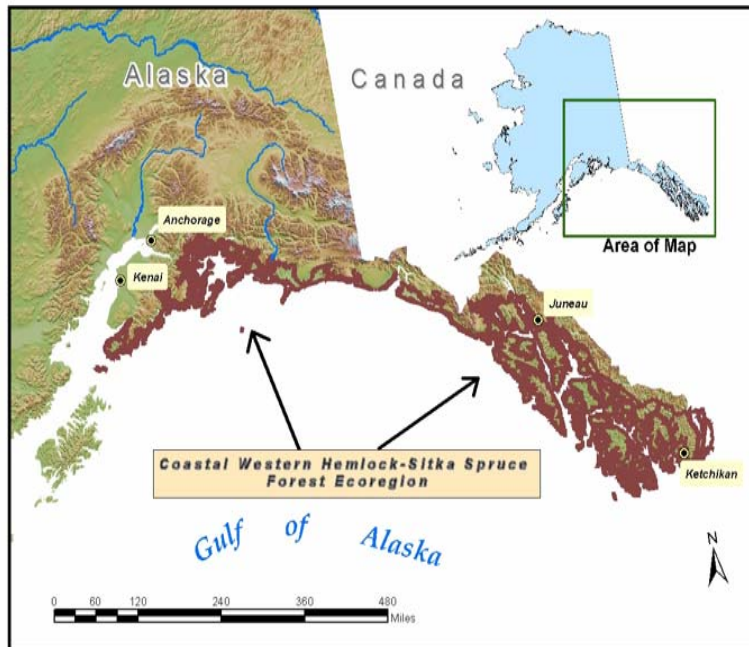 Alaska
Canada
Area of Map
Anchorage
Kenai
Juneau
Ketchikan
Coastal Western Hemlock-Sitka Spruce
Forest Ecoregion
Gulf of Alaska
N
0 60 120 240 360 480
Miles